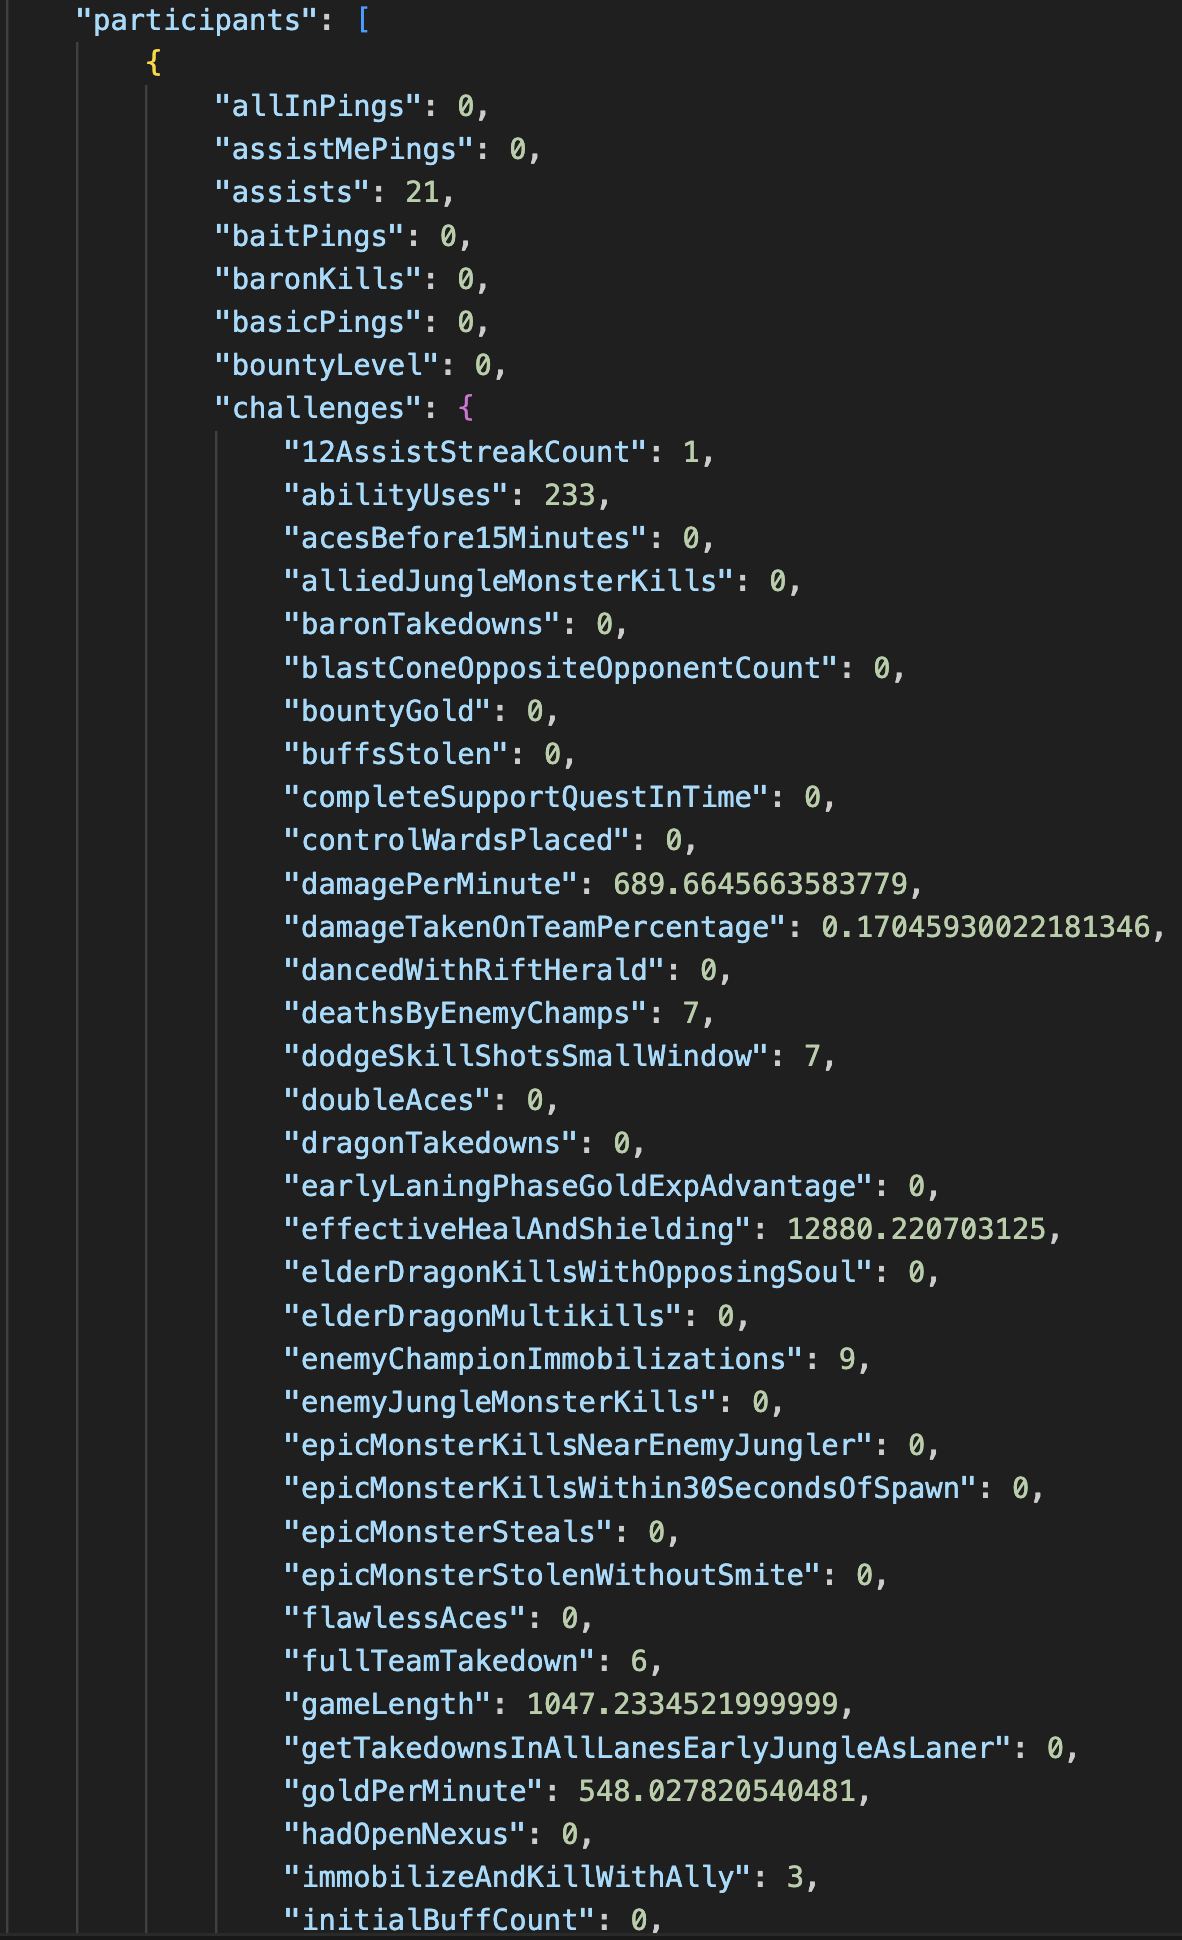 "participants": [
{
"allInPings": 0,
"assistMePings": 0,
"assists": 21,
"baitPings": 0,
"baronKills": 0,
"basicPings": 0,
"bountyLevel": 0,
"challenges": {
"12AssistStreakCount": 1,
"abilityUses": 233,
"acesBefore15Minutes": 0,
"alliedJungleMonsterKills": 0,
"baronTakedowns": 0,
"blastConeOppositeOpponentCount": 0,
"bountyGold": 0,
"buffsStolen": 0,
"completeSupportQuestInTime": 0,
"controlWardsPlaced": 0,
"damagePerMinute": 689.6645663583779,
"damageTakenOnTeamPercentage": 0.17045930022181346,
"dancedWithRiftHerald": 0,
"deathsByEnemyChamps": 7,
"dodgeSkillShotsSmallWindow": 7,
"doubleAces": 0,
"dragonTakedowns": 0,
"earlyLaningPhaseGoldExpAdvantage": 0,
"effectiveHealAndShielding": 12880.220703125,
"elderDragonKillsWithOpposingSoul": 0,
"elderDragonMultikills": 0,
"enemyChampionImmobilizations": 9,
"enemyJungleMonsterKills": 0,
"epicMonsterKillsNearEnemyJungler": 0,
"epicMonsterKillsWithin30SecondsOfSpawn": 0,
"epicMonsterSteals": 0,
"epicMonsterStolenWithoutSmite": 0,
"flawlessAces": 0,
"fullTeamTakedown": 6,
"gameLength": 1047.2334521999999,
"getTakedownsInAllLanesEarlyJungleAsLaner": 0,
"goldPerMinute": 548.027820540481,
"hadOpenNexus": 0,
"immobilizeAndKillWithAlly": 3,
"initialBuffCount": 0,